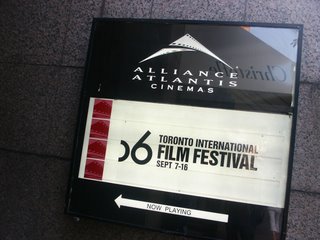 ALLIANCE
ATLANTIS
CINEMAS
06
TORONTO INTERNATIONAL
FILM FESTIVAL
SEPT 7-16
NOW PLAYING